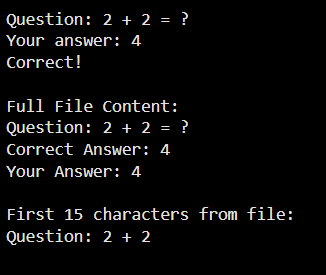 Question: 2 + 2 = ?
Your answer: 4
Correct!
Full File Content:
Question: 2 + 2 = ?
Correct Answer: 4
Your Answer: 4
First 15 characters from file:
Question: 2 + 2